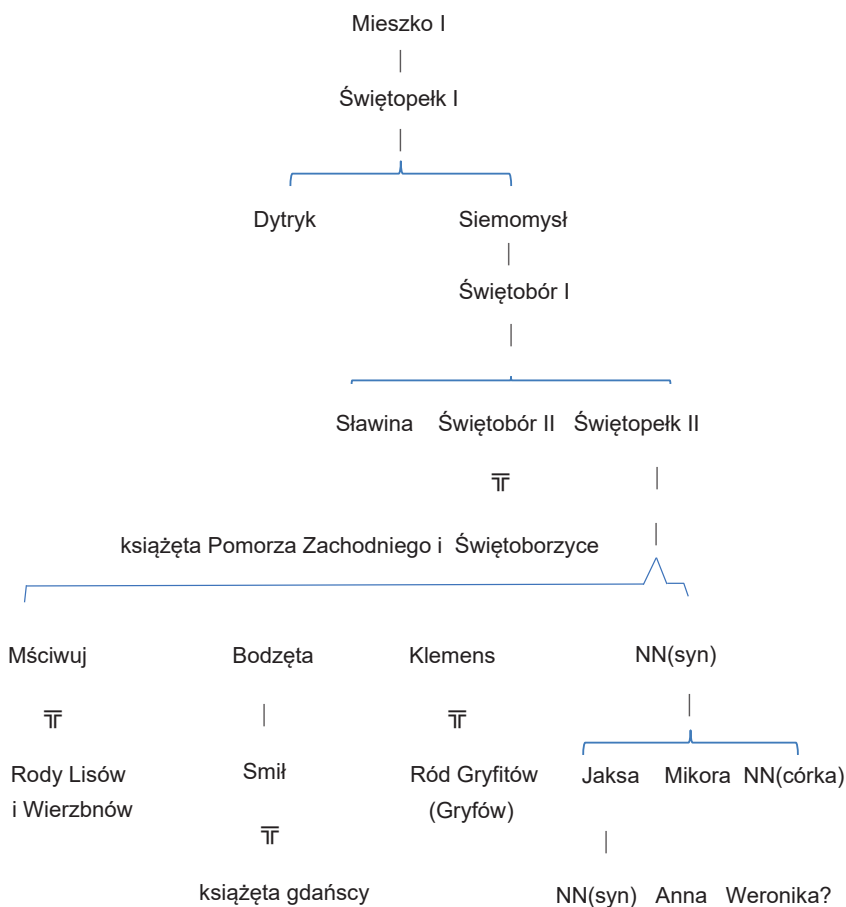 Mieszko I
Świętopełk I
Dytryk Siemomysł
Świętobór I
Sławina Świętobór II Świętopełk II
książęta Pomorza Zachodniego i Świętoborzyce
Mściwuj Bodzęta Klemens NN(syn)
Rody Lisów Smił Ród Gryfitów Jaksa Mikora NN(córka)
i Wierzbnów (Gryfów)
książęta gdańscy NN(syn) Anna Weronika?